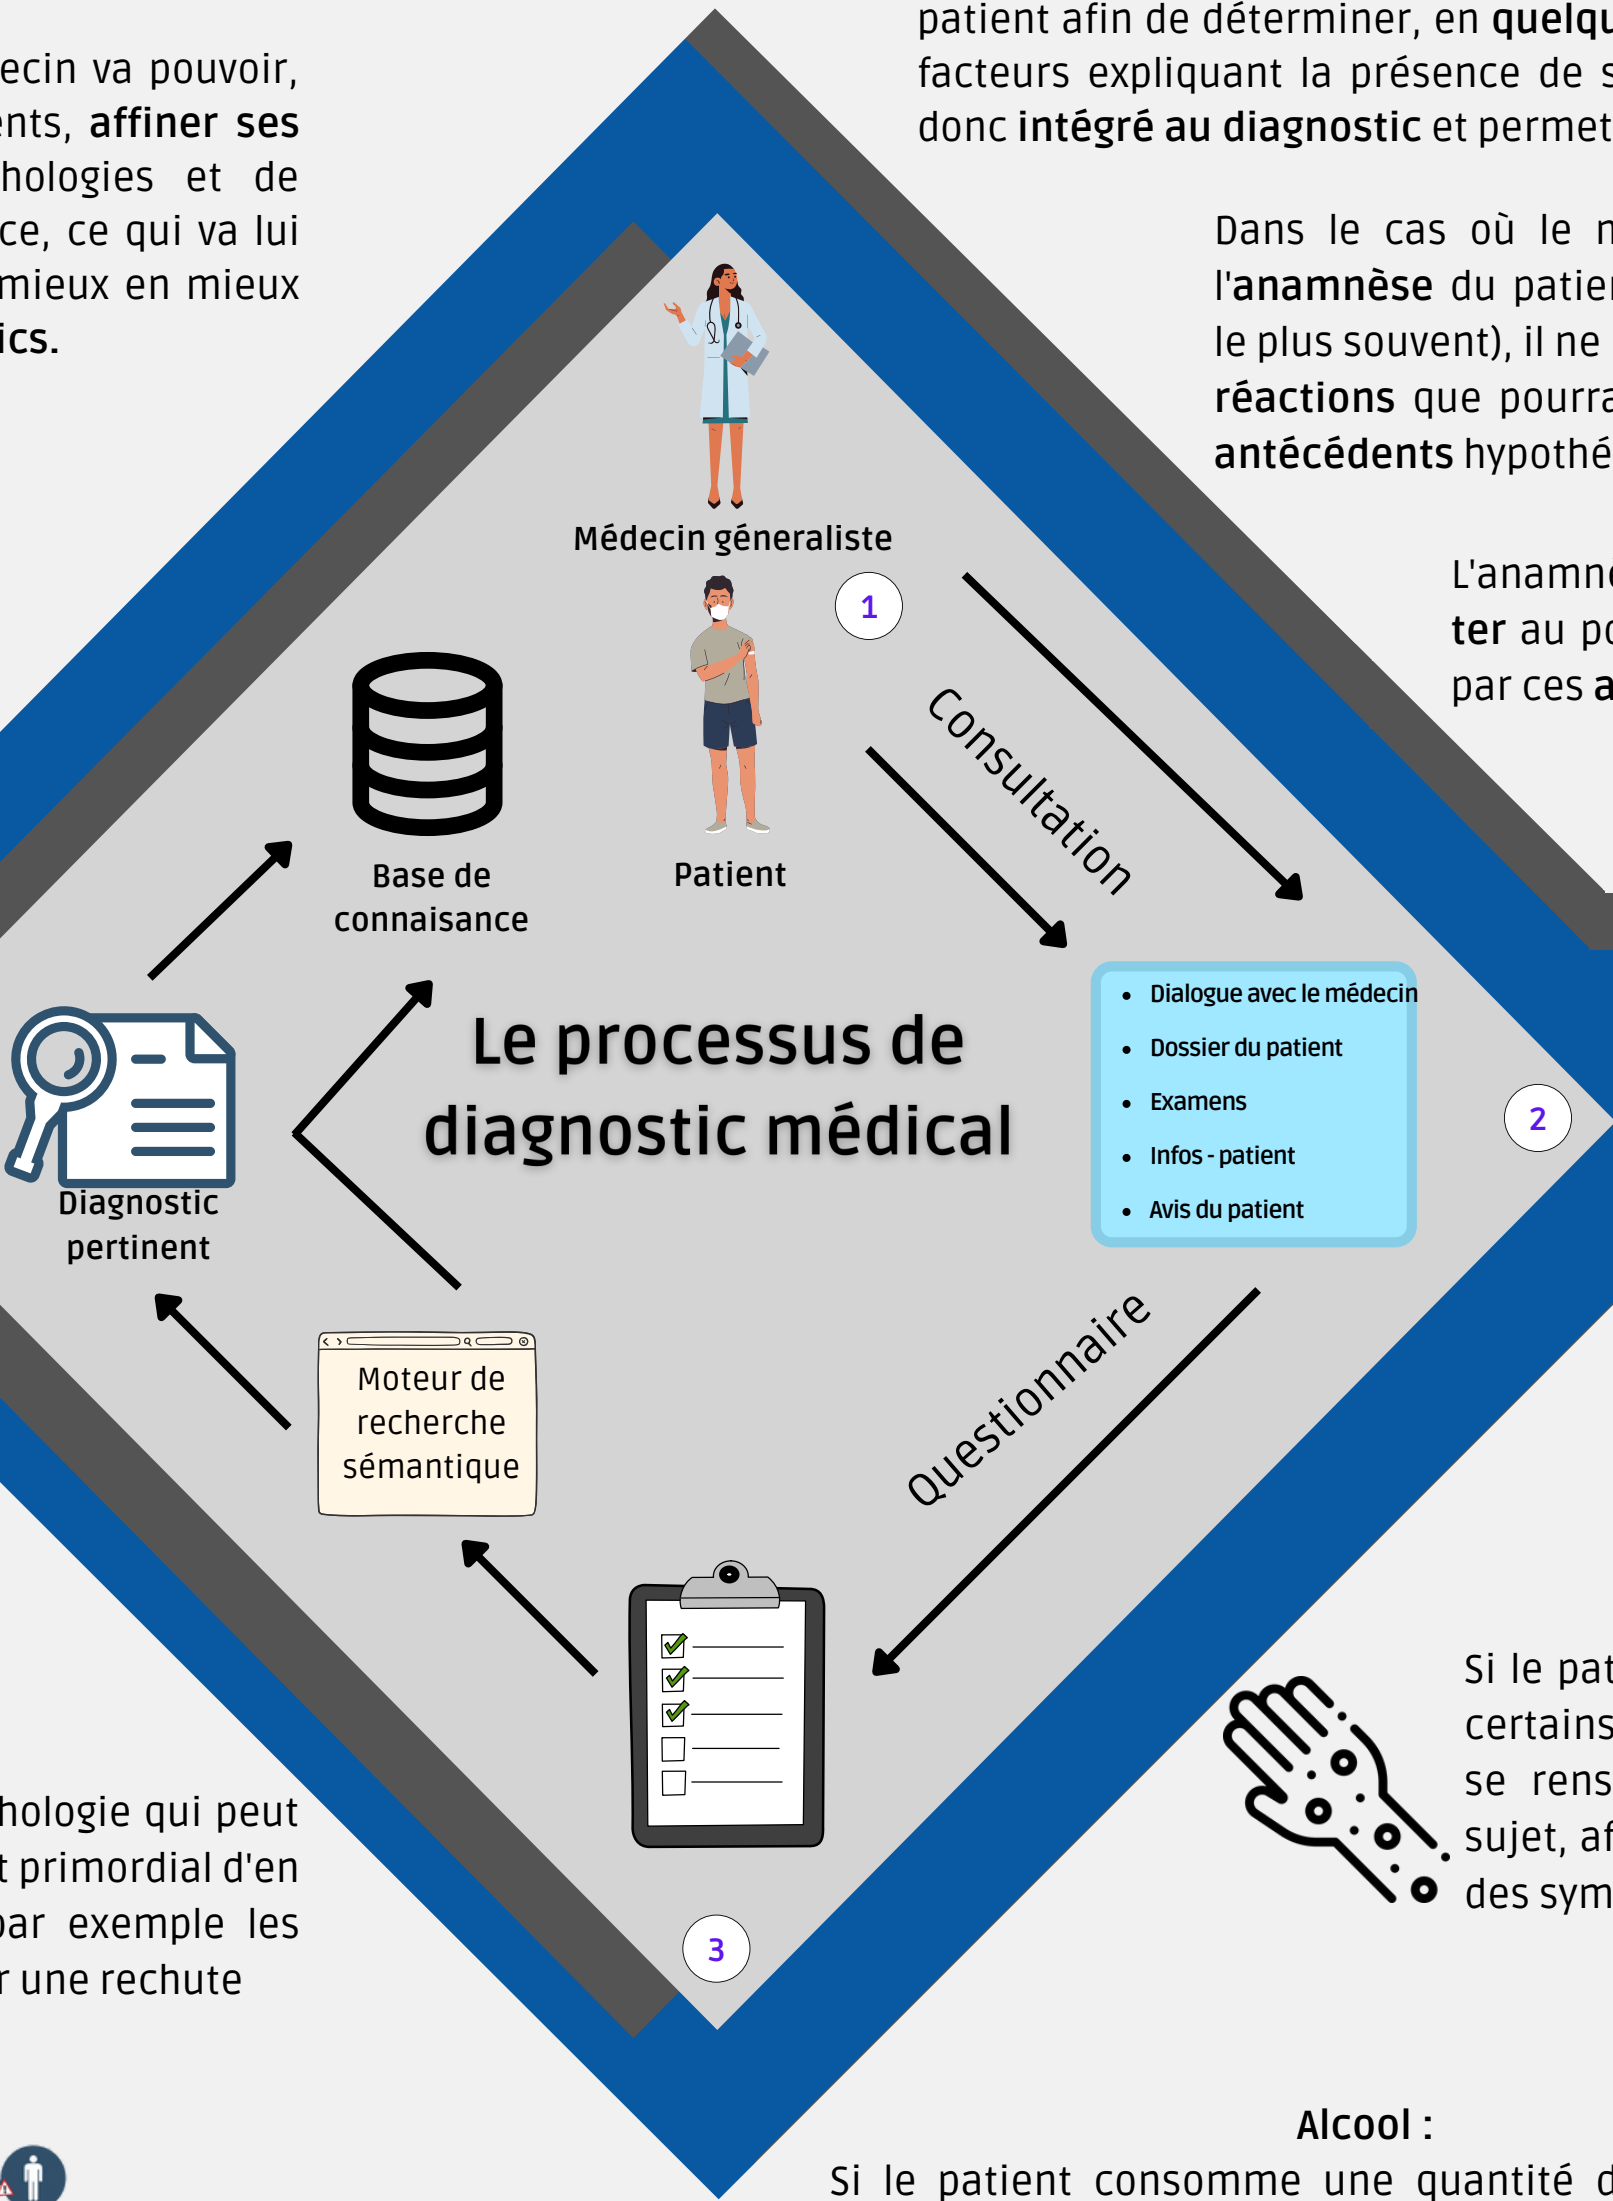 patient afin de déterminer, en quelqu
facteurs expliquant la présence de s
donc intégré au diagnostic et permet
ecin va pouvoir,
ents, affiner ses
hologies et de
ce, ce qui va lui
mieux en mieux
ics.
Dans le cas où le
l'anamnèse du patie
le plus souvent), il ne
réactions que pourra
antécédents hypothé
L'anamn
ter au po
par ces a
Médecin géneraliste
1
Patient
Consultation
Base de
connaisance
Le processus de
diagnostic médical
• Dialogue avec le médecin
• Dossier du patient
• Examens
• Infos - patient
• Avis du patient
2
Diagnostic
pertinent
Questionnaire
Moteur de
recherche
sémantique
3
hologie qui peut
t primordial d'en
par exemple les
r une rechute
Si le pat
certains
se rens
sujet, af
des sym
Alcool :
Si le patient consomme une quantité d